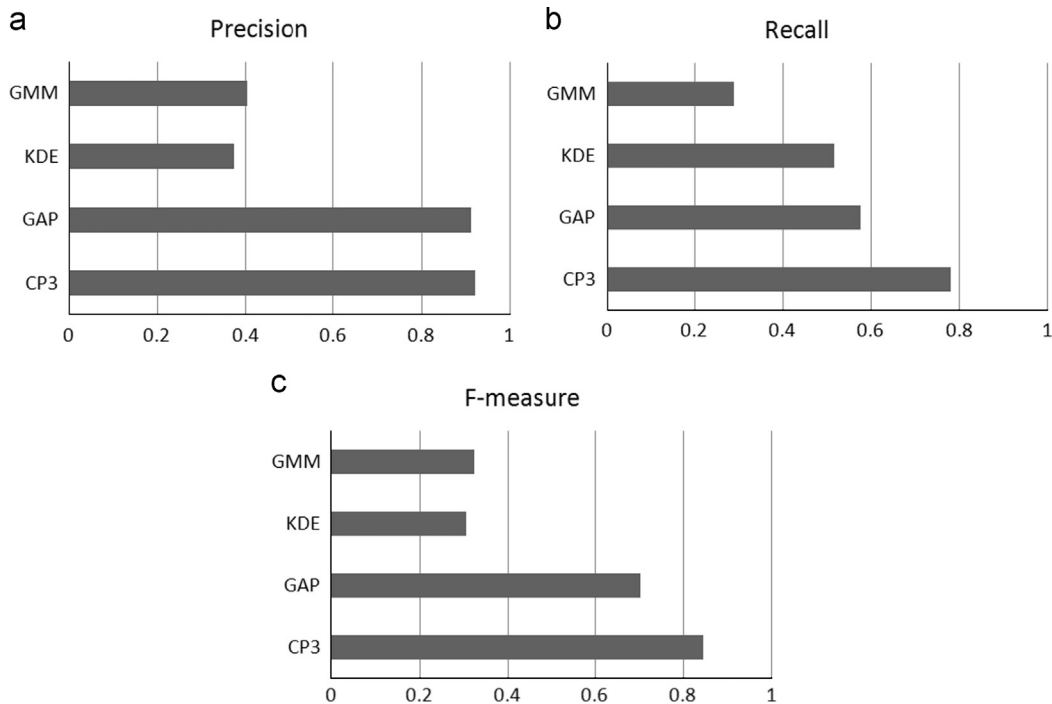 a
Precision
GMM
KDE
GAP
CP3
0 0.2 0.4 0.6 0.8 1
b
Recall
GMM
KDE
GAP
CP3
0 0.2 0.4 0.6 0.8 1
c
F-measure
GMM
KDE
GAP
CP3
0 0.2 0.4 0.6 0.8 1